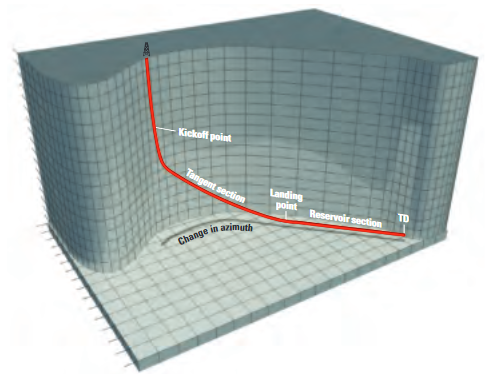 Kickoff point
Tangent section
Landing
point
Reservoir section
TD
Change in azimuth